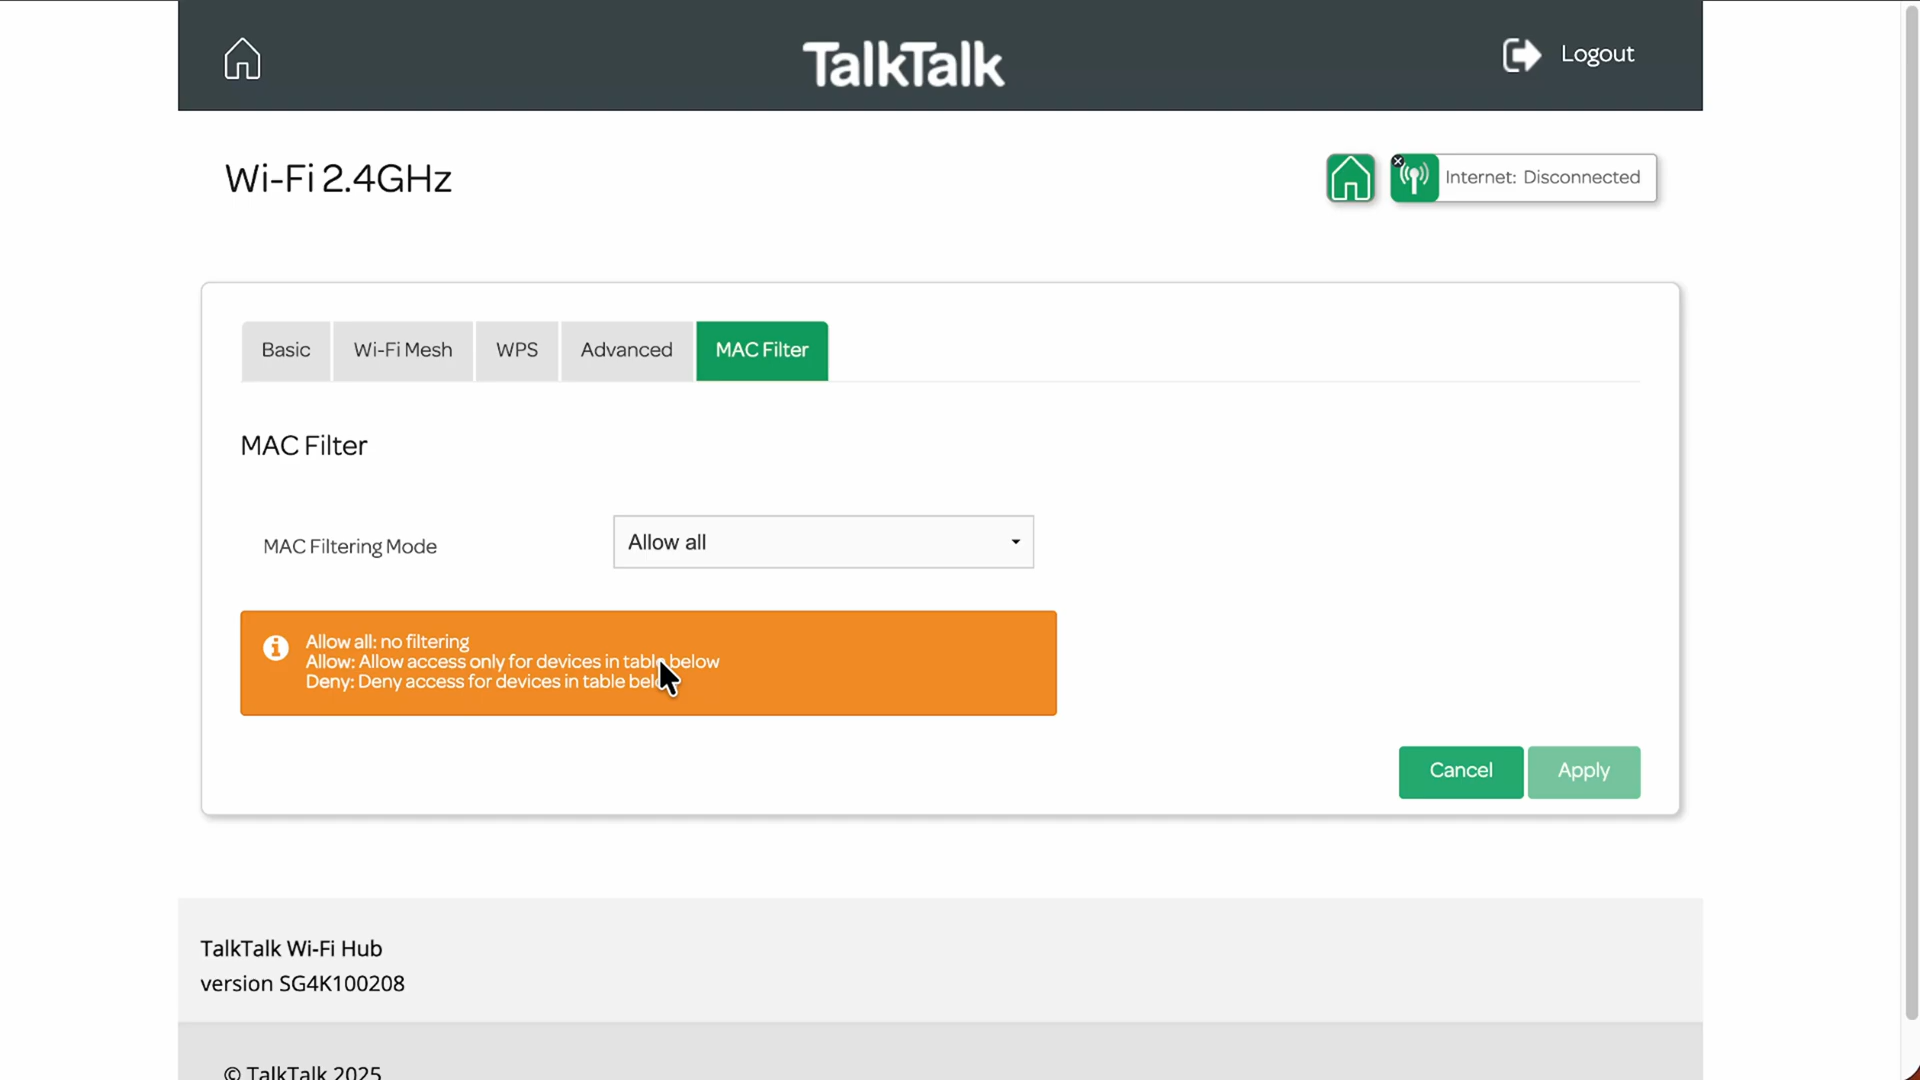 TalkTalk
Logout
Wi-Fi 2.4GHz
Internet: Disconnected
Basic
Wi-Fi Mesh
WPS
Advanced
MAC Filter
MAC Filter
MAC Filtering Mode
Allow all
Allow all: no filtering
Allow: Allow access only for devices in table below
Deny: Deny access for devices in table below
Cancel
Apply
TalkTalk Wi-Fi Hub
version SG4K100208
© TalkTalk 2025